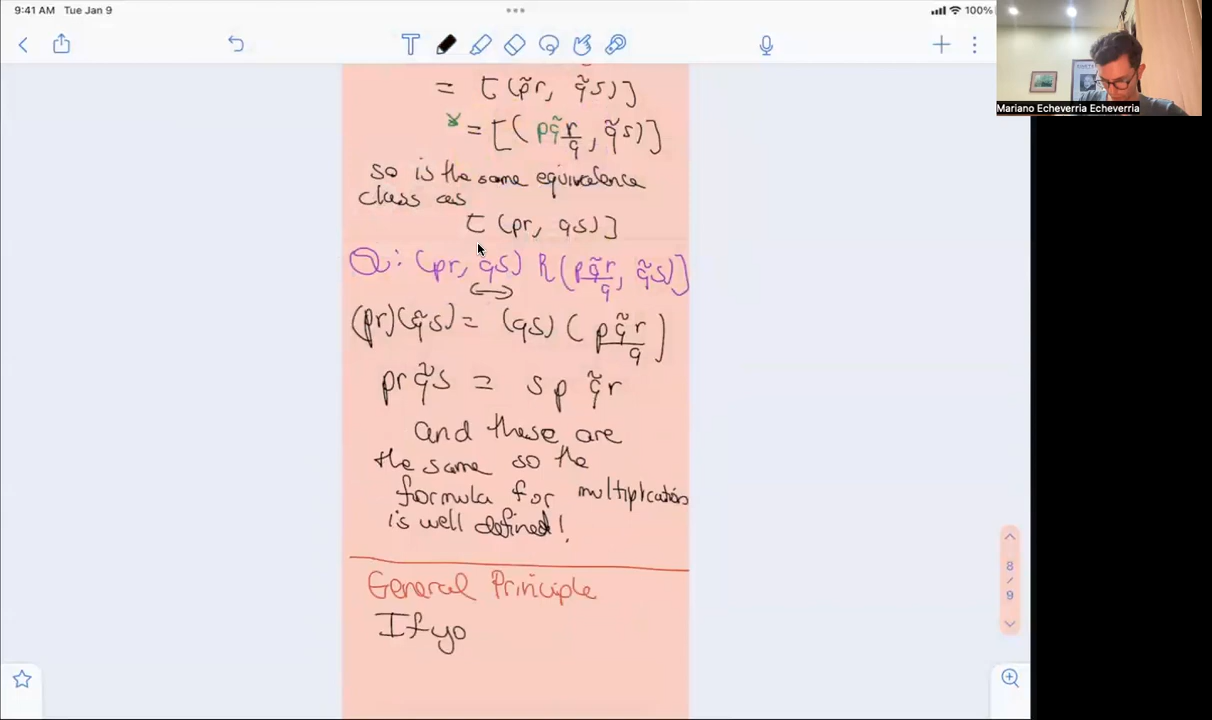 9:41 AM Tue Jan 9
100%
Mariano Echeverria Echeverria
= [(p̃r, q̃s)]
* = [(pq̃r/q, q̃s)]
so is the same equivalence
class as
[(pr, qs)]
Q: (pr, qs) R (pq̃r/q, q̃s)]
↔
(pr)(q̃s) = (qs)(pq̃r/q)
prq̃s = sp q̃r
and these are
the same so the
formula for multiplication
is well defined!
General Principle
If yo
8
/
9